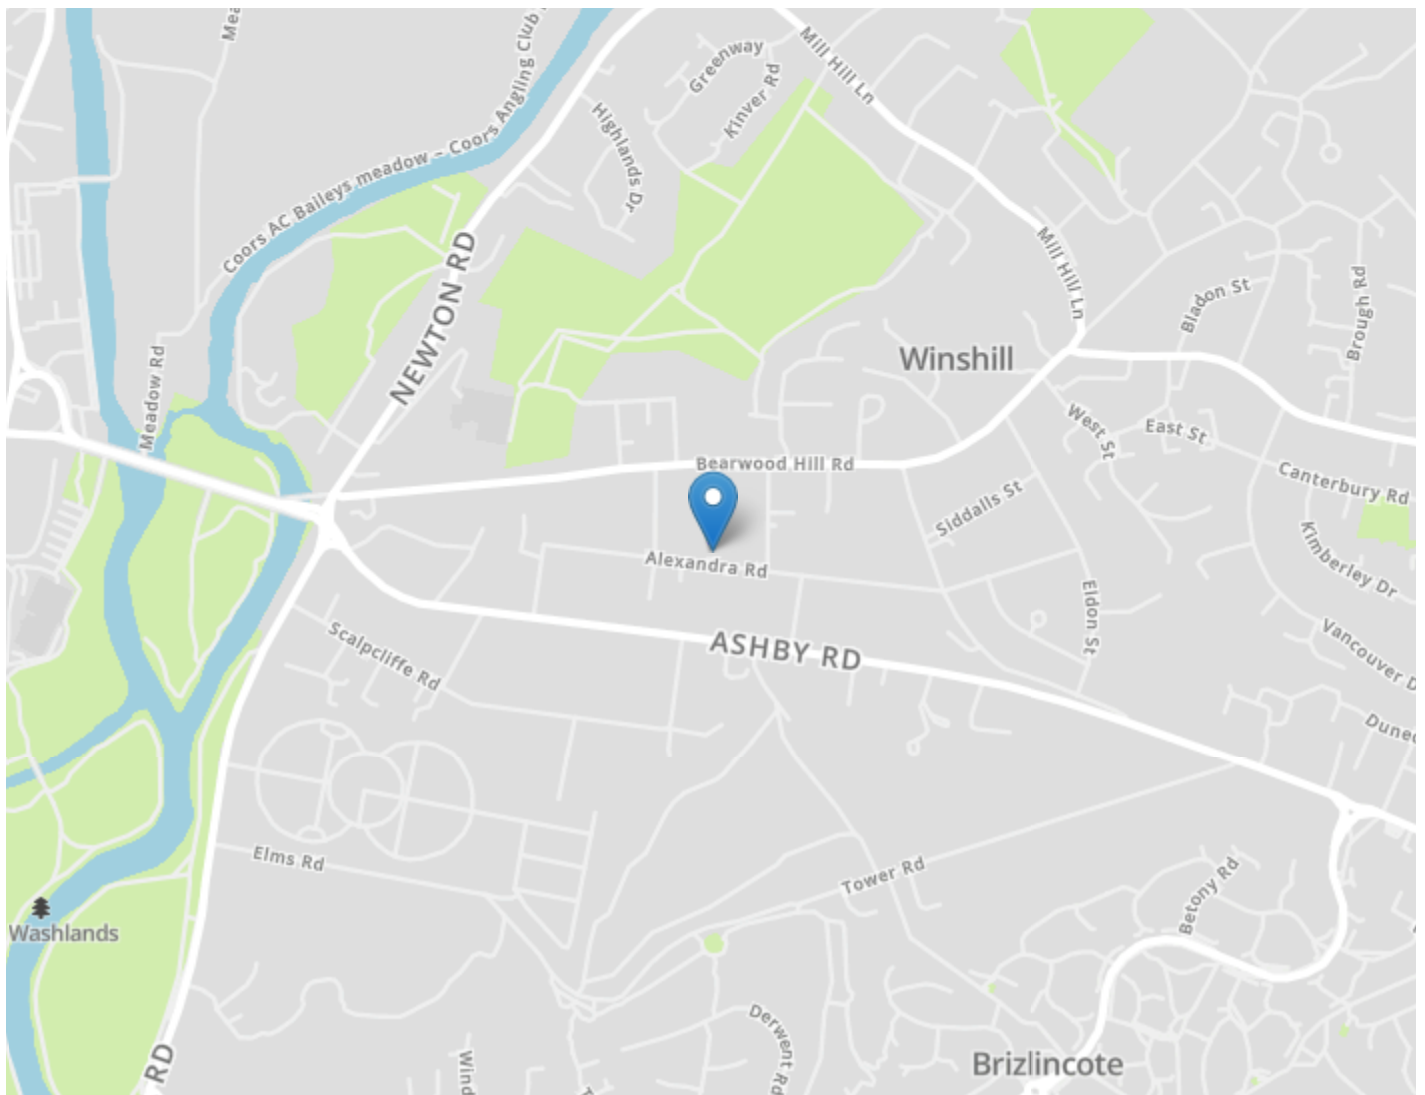 Mea
Coors AC Baileys meadow – Coors Angling Club
Greenway
Kinver Rd
Mill Hill Ln
Highlands Dr
NEWTON RD
Mill Hill Ln
Bladon St
Brough Rd
Meadow Rd
Winshill
West St
East St
Canterbury Rd
Bearwood Hill Rd
Siddalls St
Kimberley Dr
Alexandra Rd
Eldon St
Scalpcliffe Rd
ASHBY RD
Vancouver D
Duned
Elms Rd
Tower Rd
Betony Rd
Washlands
Derwent Rd
RD
Wind
Brizlincote